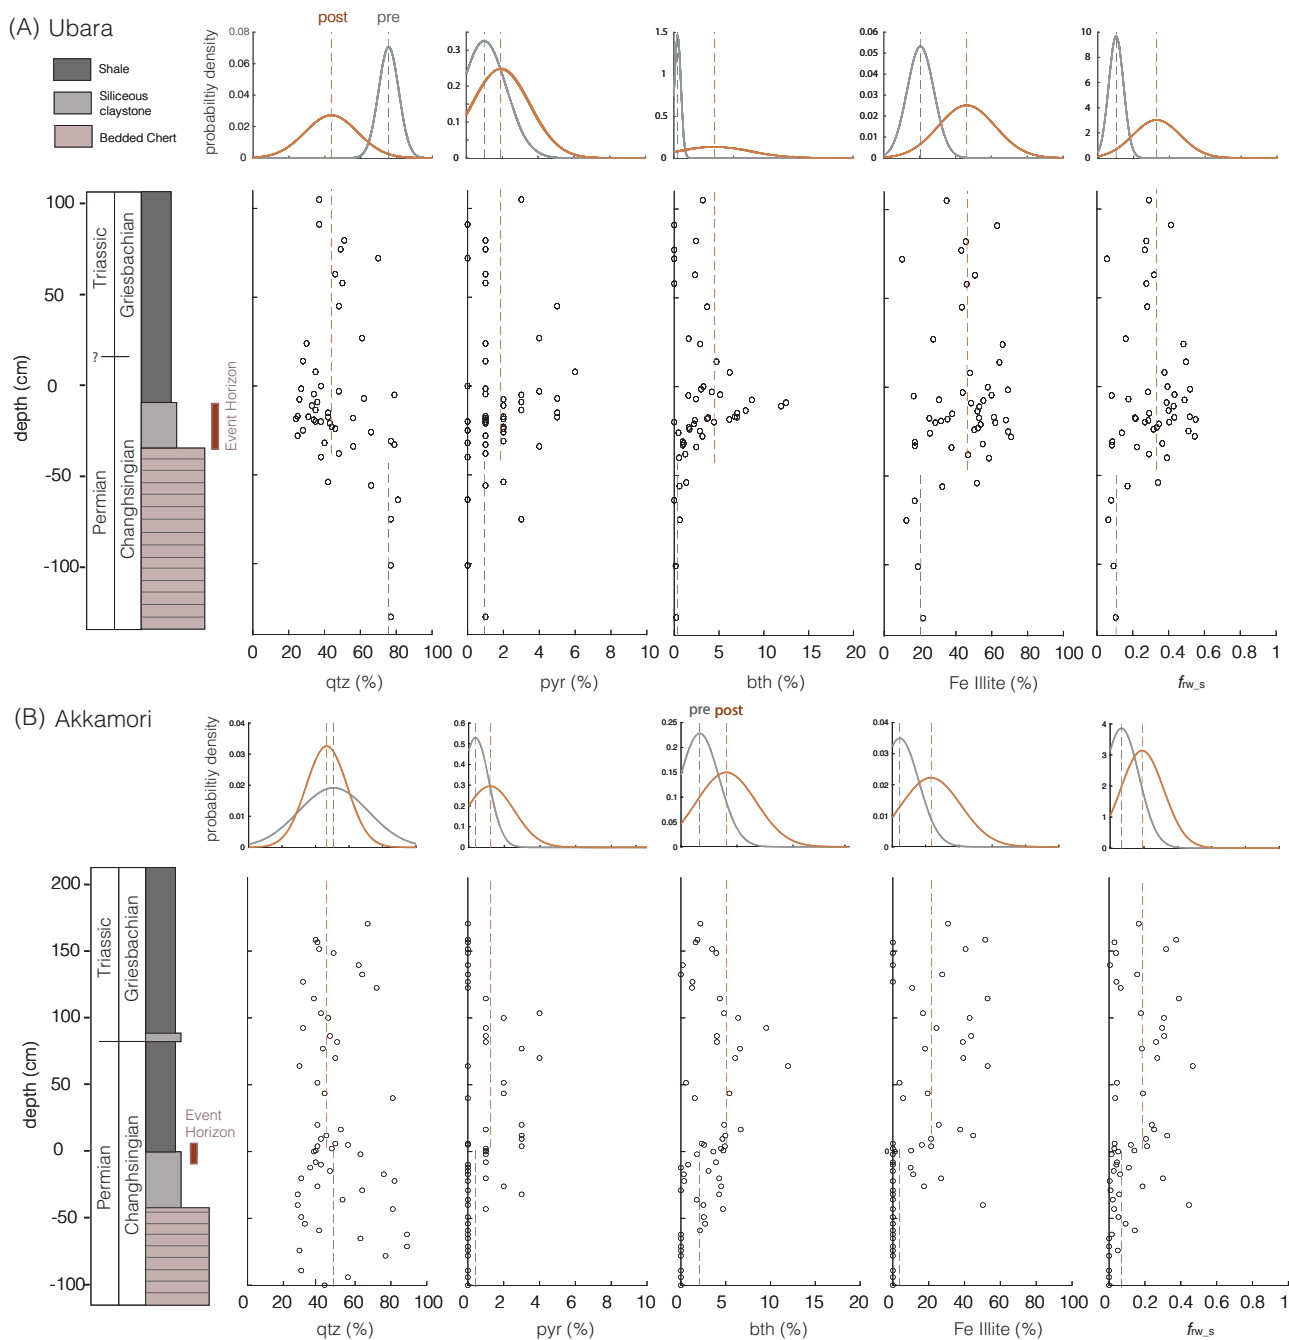 (A) Ubara
post pre
Shale
Siliceous
claystone
Bedded Chert
probabiltiy density
0.08
0.06
0.04
0.02
0
0.3
0.2
0.1
0
1.5
1
0.5
0
0.06
0.05
0.04
0.03
0.02
0.01
0
10
8
6
4
2
0
depth (cm)
100
50
0
-50
-100
Triassic
Griesbachian
?
Permian
Changhsingian
Event Horizon
0 20 40 60 80 100
qtz (%)
0 2 4 6 8 10
pyr (%)
0 5 10 15 20
bth (%)
0 20 40 60 80 100
Fe Illite (%)
0 0.2 0.4 0.6 0.8 1
frw_s
(B) Akkamori
pre post
probabiltiy density
0.04
0.03
0.02
0.01
0
0.6
0.5
0.4
0.3
0.2
0.1
0
0.25
0.2
0.15
0.1
0.05
0
0.04
0.03
0.02
0.01
0
4
3
2
1
0
depth (cm)
200
150
100
50
0
-50
-100
Triassic
Griesbachian
Permian
Changhsingian
Event
Horizon
0 20 40 60 80 100
qtz (%)
0 2 4 6 8 10
pyr (%)
0 5 10 15 20
bth (%)
0 20 40 60 80 100
Fe Illite (%)
0 0.2 0.4 0.6 0.8 1
frw_s